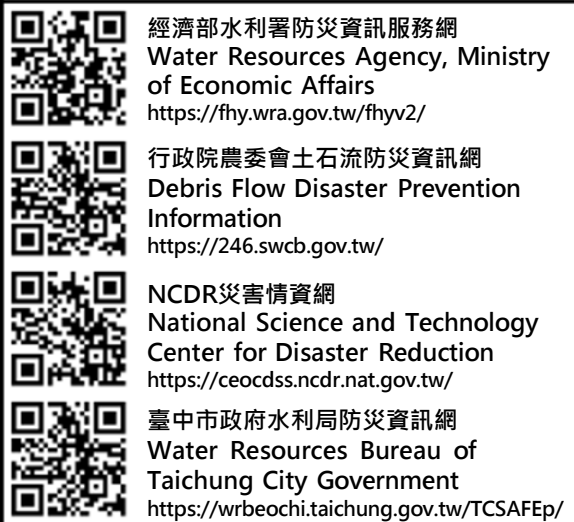 經濟部水利署防災資訊服務網
Water Resources Agency, Ministry
of Economic Affairs
https://fhy.wra.gov.tw/fhyv2/
行政院農委會土石流防災資訊網
Debris Flow Disaster Prevention
Information
https://246.swcb.gov.tw/
NCDR災害情資網
National Science and Technology
Center for Disaster Reduction
https://ceocdss.ncdr.nat.gov.tw/
臺中市政府水利局防災資訊網
Water Resources Bureau of
Taichung City Government
https://wrbeochi.taichung.gov.tw/TCSAFEp/